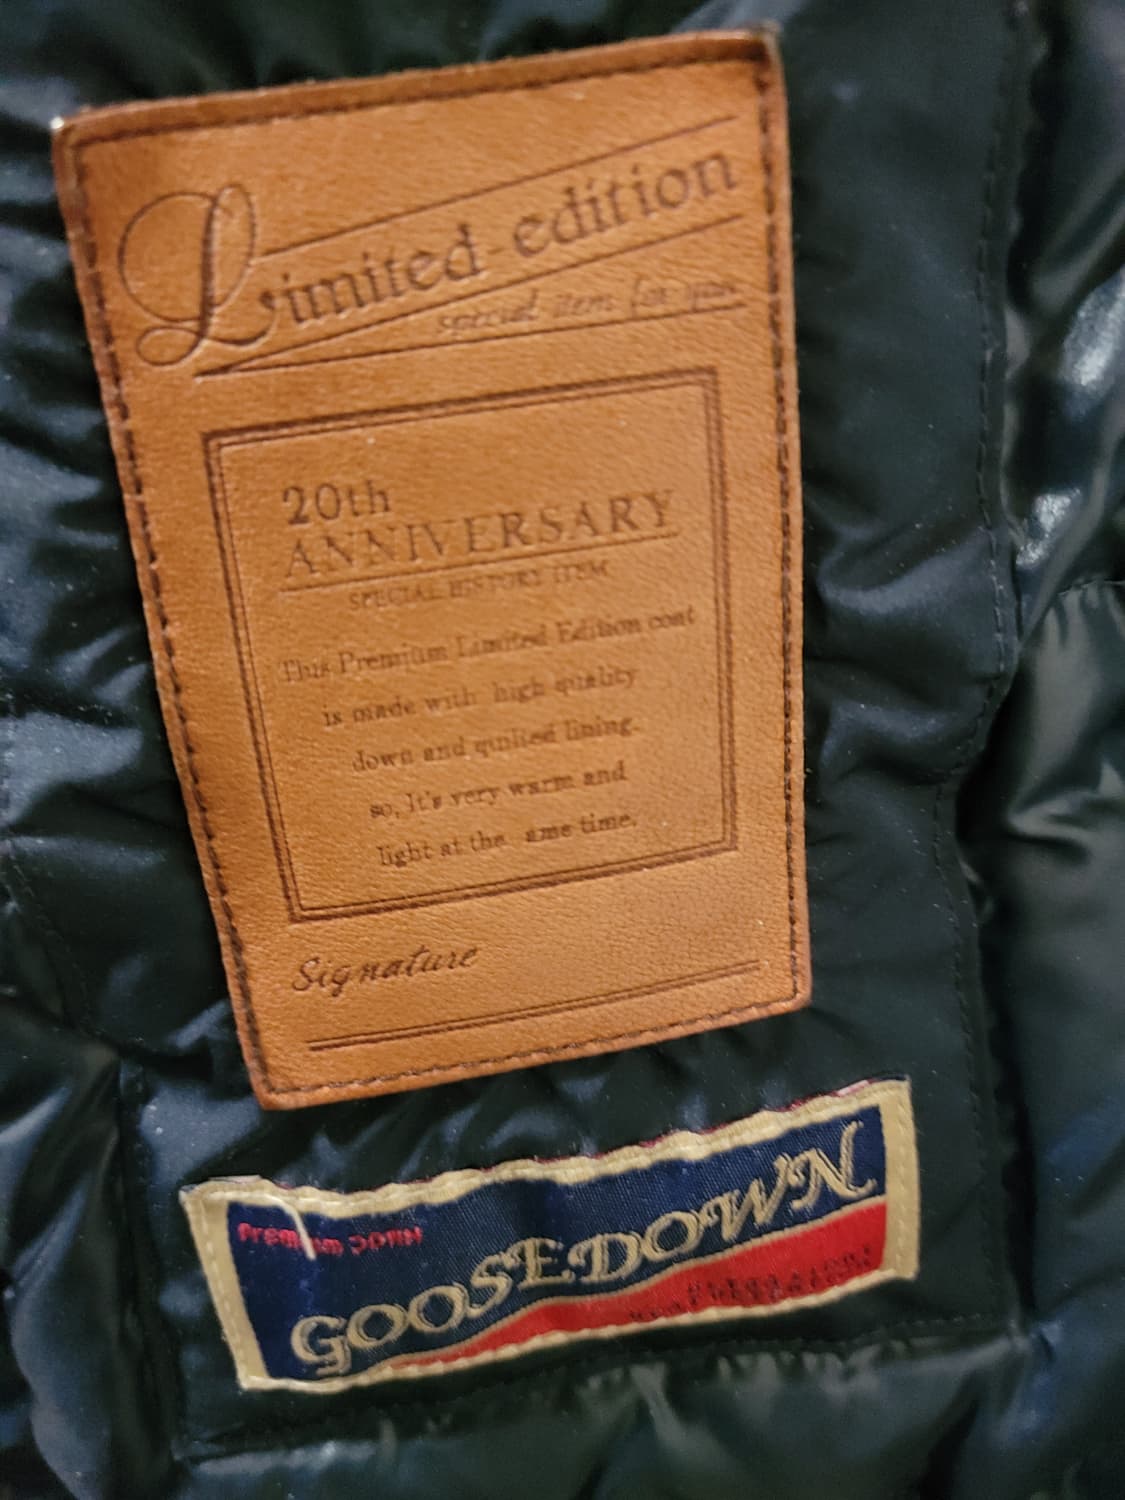 Limited edition
special item for you
20th
ANNIVERSARY
SPECIAL HISTORY ITEM
This Premium Limited Edition coat
is made with high quality
down and quilted lining.
so, It's very warm and
light at the ame time.
Signature
Premium
GOOSEDOWN